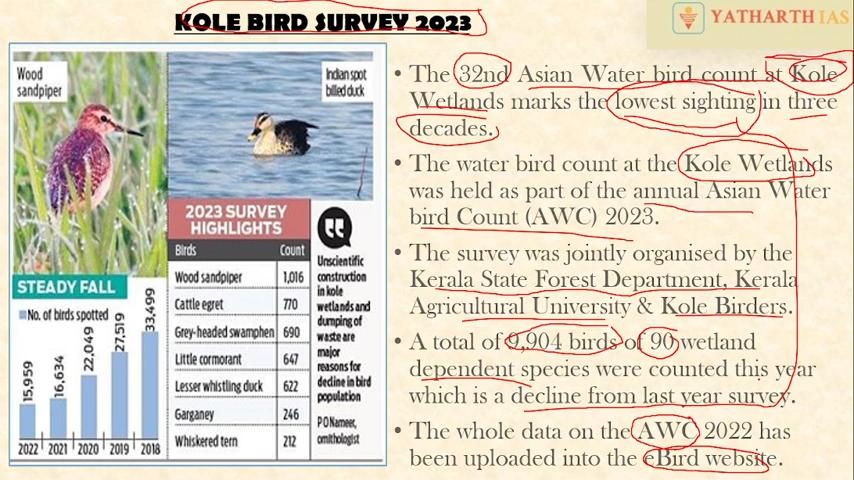 KOLE BIRD SURVEY 2023
YATHARTH IAS
Wood
sandpiper
Indian spot
billed duck
STEADY FALL
No. of birds spotted
15,959
16,634
22,049
27,519
33,499
2022 2021 2020 2019 2018
2023 SURVEY
HIGHLIGHTS
Birds Count
Wood sandpiper 1,016
Cattle egret 770
Grey-headed swamphen 690
Little cormorant 647
Lesser whistling duck 622
Garganey 246
Whiskered tern 212
Unscientific
construction
in kole
wetlands and
dumping of
waste are
major
reasons for
decline in bird
population
P O Nameer,
ornithologist
• The 32nd Asian Water bird count at Kole
Wetlands marks the lowest sighting in three
decades.
• The water bird count at the Kole Wetlands
was held as part of the annual Asian Water
bird Count (AWC) 2023.
• The survey was jointly organised by the
Kerala State Forest Department, Kerala
Agricultural University & Kole Birders.
• A total of 9,904 birds of 90 wetland
dependent species were counted this year
which is a decline from last year survey.
• The whole data on the AWC 2022 has
been uploaded into the eBird website.